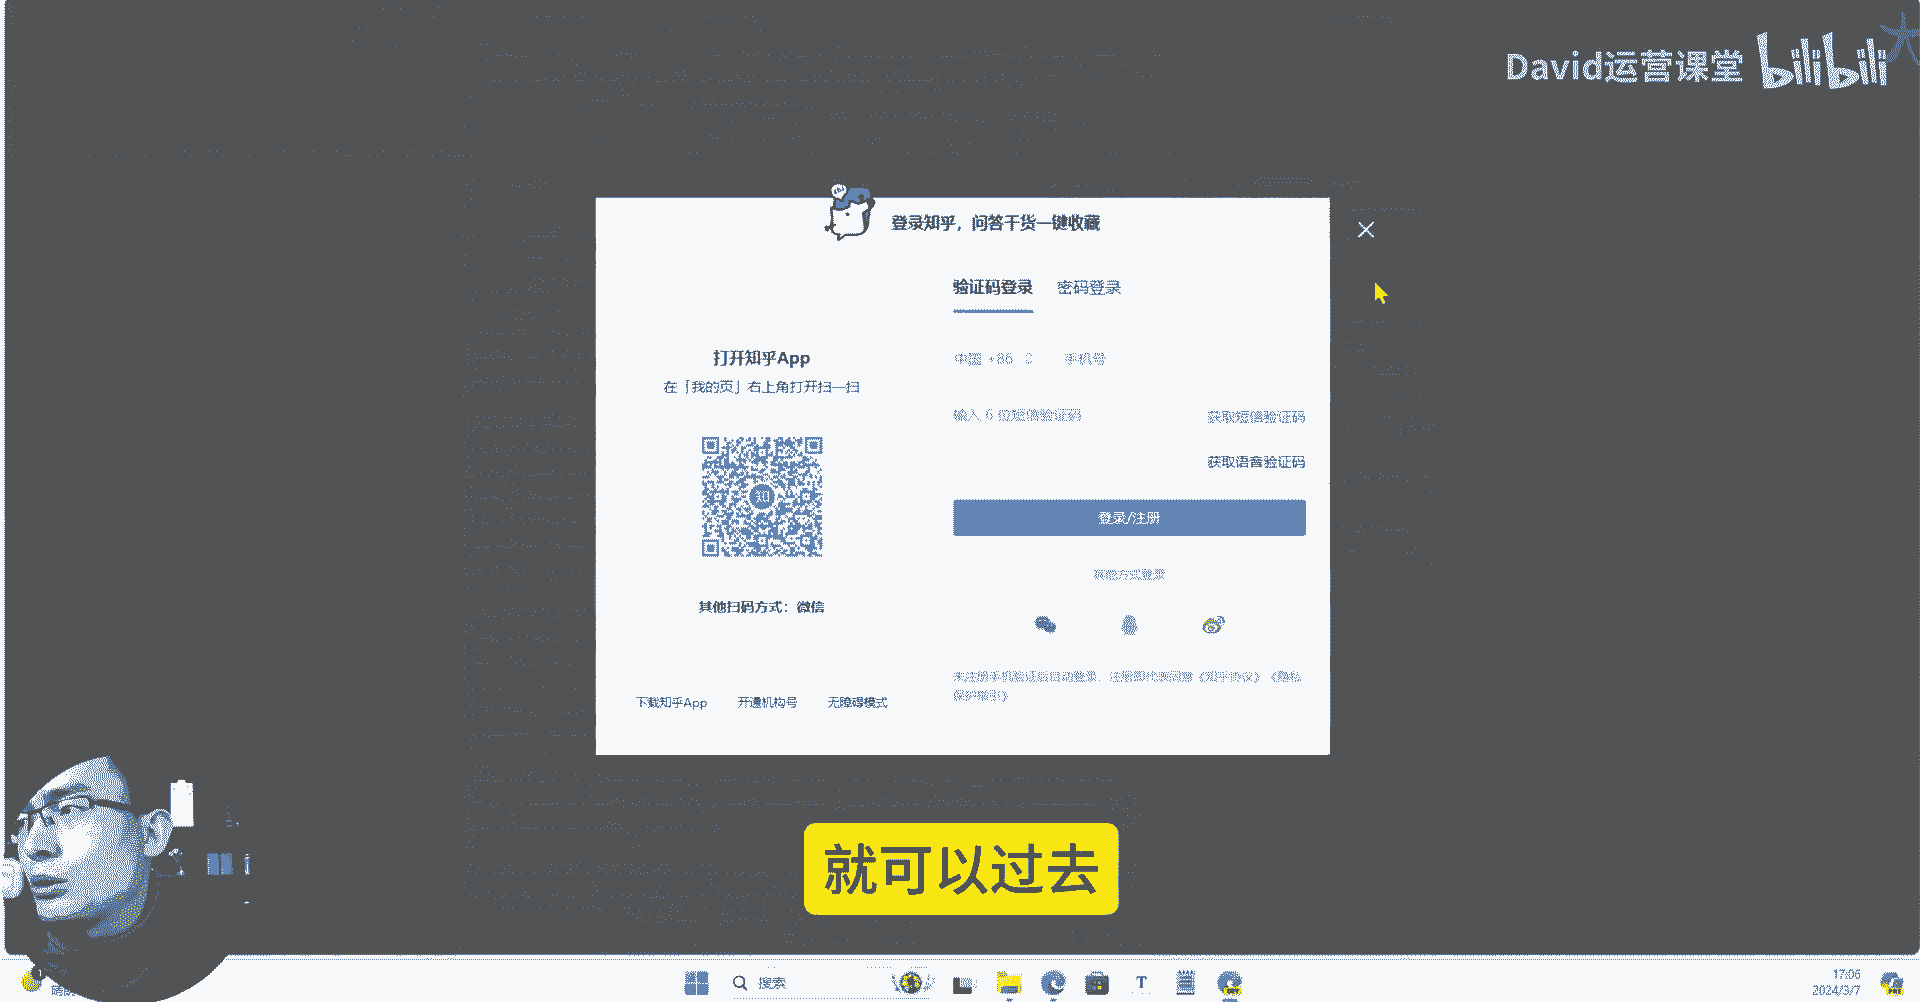 David运营课堂 bilibili
登录知乎，问答干货一键收藏
验证码登录 密码登录
打开知乎App
在「我的页」右上角打开扫一扫
中国 +86 手机号
输入 6 位短信验证码 获取短信验证码
获取语音验证码
知
登录/注册
其他方式登录
其他扫码方式：微信
未注册手机验证后自动登录，注册即代表同意《知乎协议》《隐私
保护指引》
下载知乎App 开通机构号 无障碍模式
就可以过去
搜索
17:06
2024/3/7